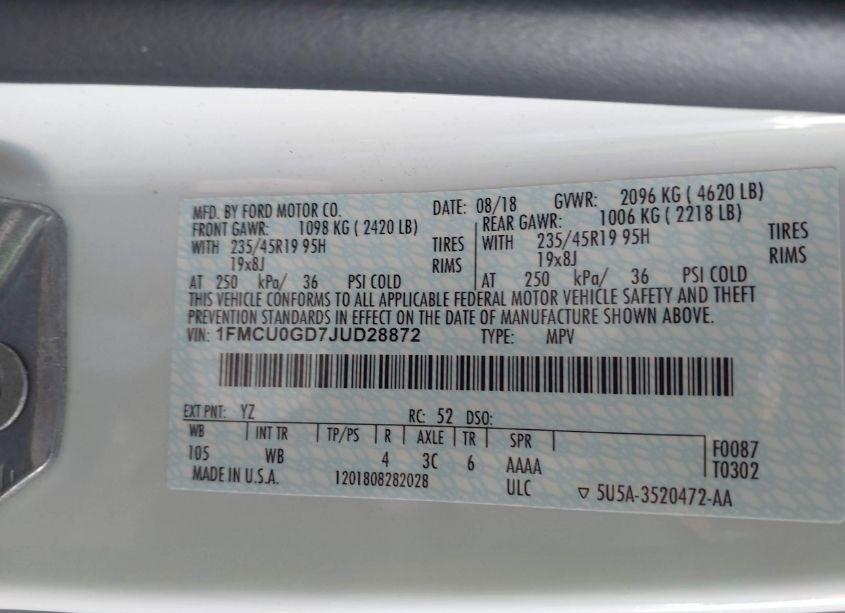 MFD. BY FORD MOTOR CO. DATE: 08/18 GVWR: 2096 KG ( 4620 LB)
FRONT GAWR: 1098 KG ( 2420 LB) REAR GAWR: 1006 KG ( 2218 LB)
WITH 235/45R19 95H TIRES WITH 235/45R19 95H TIRES
19x8J RIMS 19x8J RIMS
AT 250 kPa/ 36 PSI COLD AT 250 kPa/ 36 PSI COLD
THIS VEHICLE CONFORMS TO ALL APPLICABLE FEDERAL MOTOR VEHICLE SAFETY AND THEFT
PREVENTION STANDARDS IN EFFECT ON THE DATE OF MANUFACTURE SHOWN ABOVE.
VIN: 1FMCU0GD7JUD28872 TYPE: MPV
EXT PNT: YZ RC: 52 DSO:
WB INT TR TP/PS R AXLE TR SPR F0087
105 WB 4 3C 6 AAAA T0302
MADE IN U.S.A. 1201808282028 ULC ▽ 5U5A-3520472-AA